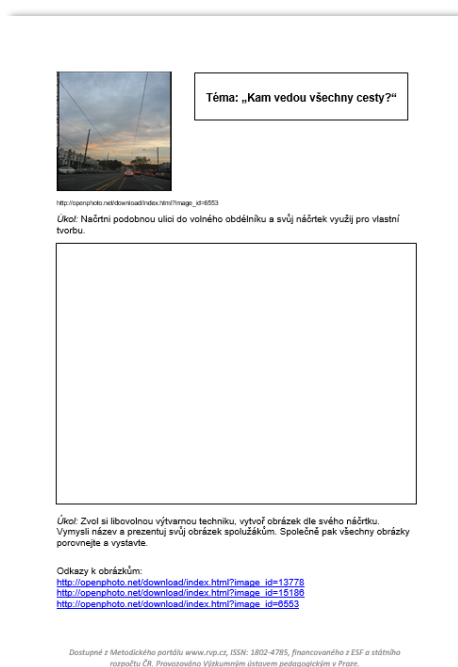 Téma: „Kam vedou všechny cesty?“
http://openphoto.net/download/index.html?image_id=6553
Úkol: Načrtni podobnou ulici do volného obdélníku a svůj náčrtek využij pro vlastní
tvorbu.
Úkol: Zvol si libovolnou výtvarnou techniku, vytvoř obrázek dle svého náčrtku.
Vymysli název a prezentuj svůj obrázek spolužákům. Společně pak všechny obrázky
porovnejte a vystavte.
Odkazy k obrázkům:
http://openphoto.net/download/index.html?image_id=13778
http://openphoto.net/download/index.html?image_id=15186
http://openphoto.net/download/index.html?image_id=6553
Dostupné z Metodického portálu www.rvp.cz, ISSN: 1802-4785, financovaného z ESF a státního
rozpočtu ČR. Provozováno Výzkumným ústavem pedagogickým v Praze.